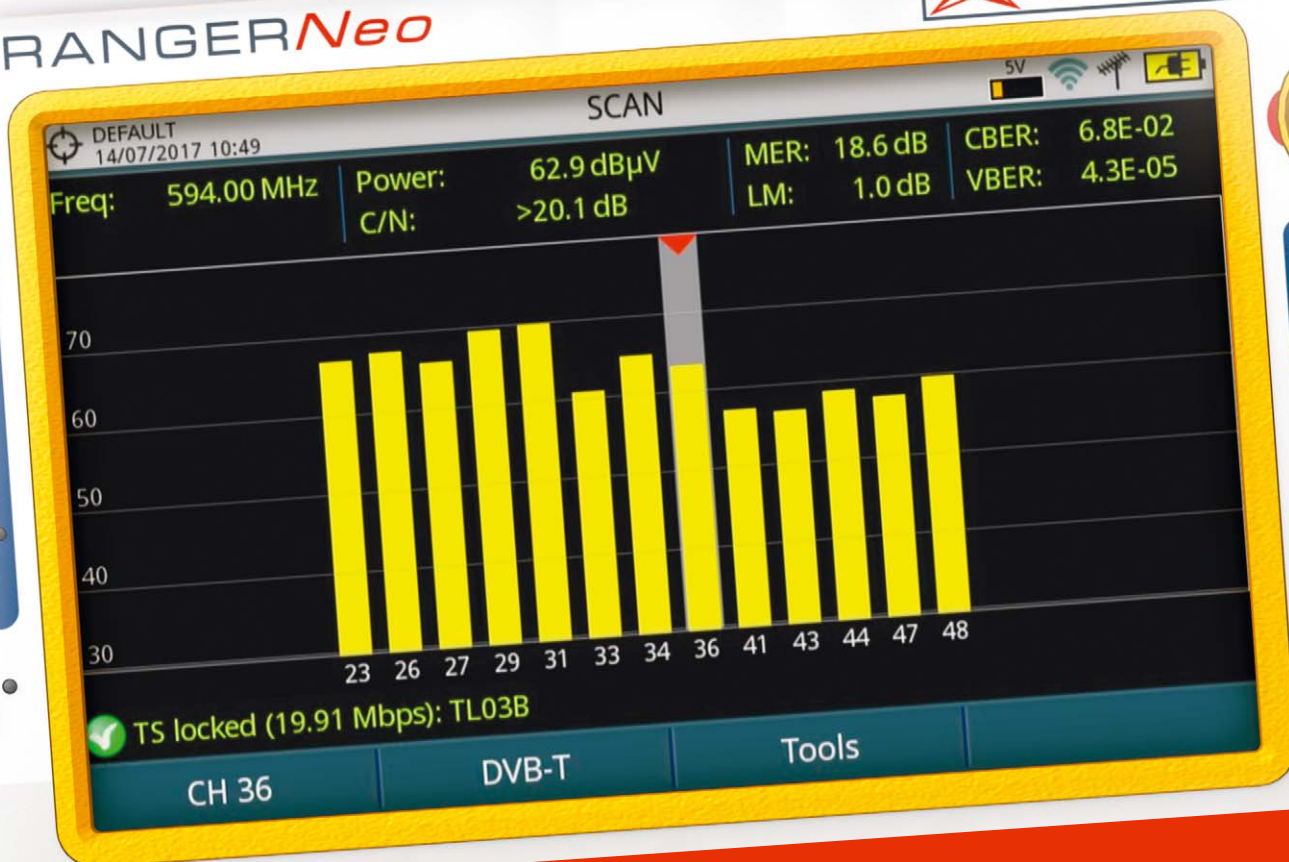 RANGERNeo
DEFAULT
14/07/2017 10:49
SCAN
5V
Freq: 594.00 MHz
Power: 62.9 dBµV
C/N: >20.1 dB
MER: 18.6 dB
LM: 1.0 dB
CBER: 6.8E-02
VBER: 4.3E-05
70
60
50
40
30
23 26 27 29 31 33 34 36 41 43 44 47 48
TS locked (19.91 Mbps): TL03B
CH 36 DVB-T Tools